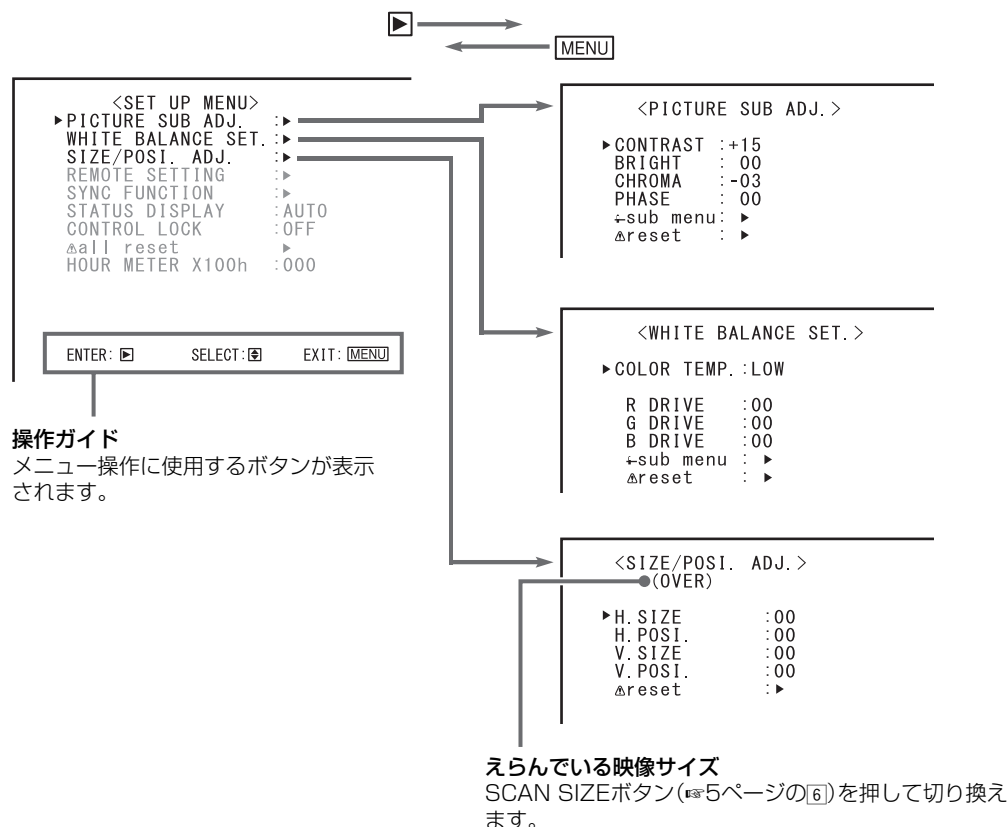 ▶
MENU
<SET UP MENU>
▶PICTURE SUB ADJ. :▶
WHITE BALANCE SET. :▶
SIZE/POSI. ADJ. :▶
REMOTE SETTING :▶
SYNC FUNCTION :▶
STATUS DISPLAY :AUTO
CONTROL LOCK :OFF
⚠all reset ▶
HOUR METER X100h :000
ENTER: ▶ SELECT: ♦ EXIT: MENU
操作ガイド
メニュー操作に使用するボタンが表示
されます。
<PICTURE SUB ADJ.>
▶CONTRAST :+15
BRIGHT : 00
CHROMA :-03
PHASE : 00
←sub menu: ▶
⚠reset : ▶
<WHITE BALANCE SET.>
▶COLOR TEMP. :LOW
R DRIVE :00
G DRIVE :00
B DRIVE :00
←sub menu : ▶
⚠reset : ▶
<SIZE/POSI. ADJ.>
(OVER)
▶H.SIZE :00
H.POSI. :00
V.SIZE :00
V.POSI. :00
⚠reset :▶
えらんでいる映像サイズ
SCAN SIZEボタン(☞5ページの6)を押して切り換え
ます。